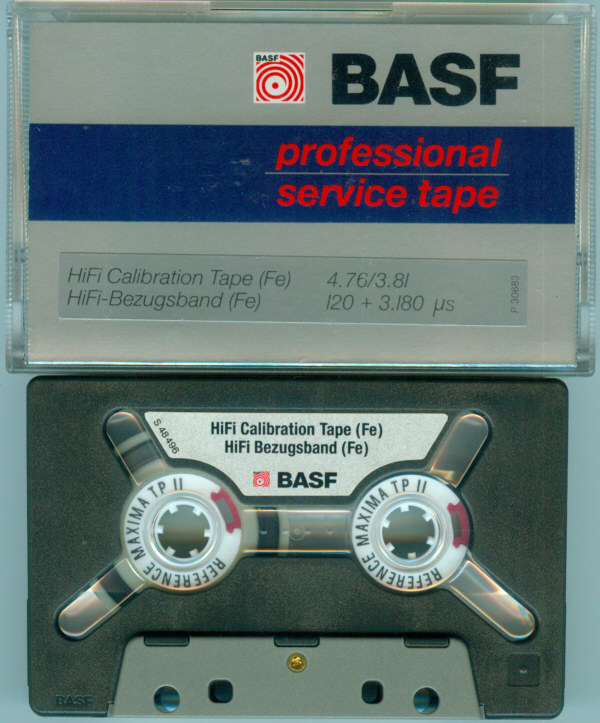 BASF
BASF
professional
service tape
HiFi Calibration Tape (Fe) 4.76/3.81
HiFi-Bezugsband (Fe) 120 + 3.180 µs
P 30683
S 48496
HiFi Calibration Tape (Fe)
HiFi Bezugsband (Fe)
BASF
REFERENCE MAXIMA TP II
REFERENCE MAXIMA TP II
BASF